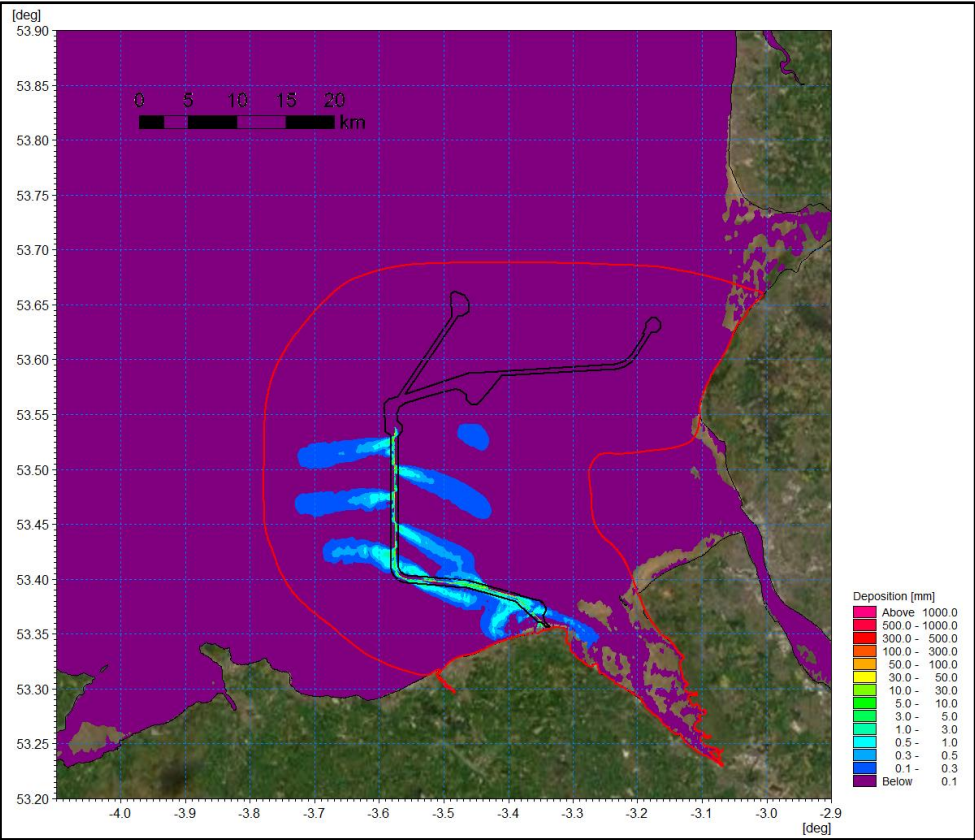 [deg]
53.90
53.85
53.80
53.75
53.70
53.65
53.60
53.55
53.50
53.45
53.40
53.35
53.30
53.25
53.20
0 5 10 15 20
km
-4.0 -3.9 -3.8 -3.7 -3.6 -3.5 -3.4 -3.3 -3.2 -3.1 -3.0 -2.9
[deg]
Deposition [mm]
Above 1000.0
500.0 - 1000.0
300.0 - 500.0
100.0 - 300.0
50.0 - 100.0
30.0 - 50.0
10.0 - 30.0
5.0 - 10.0
3.0 - 5.0
1.0 - 3.0
0.5 - 1.0
0.3 - 0.5
0.1 - 0.3
Below 0.1